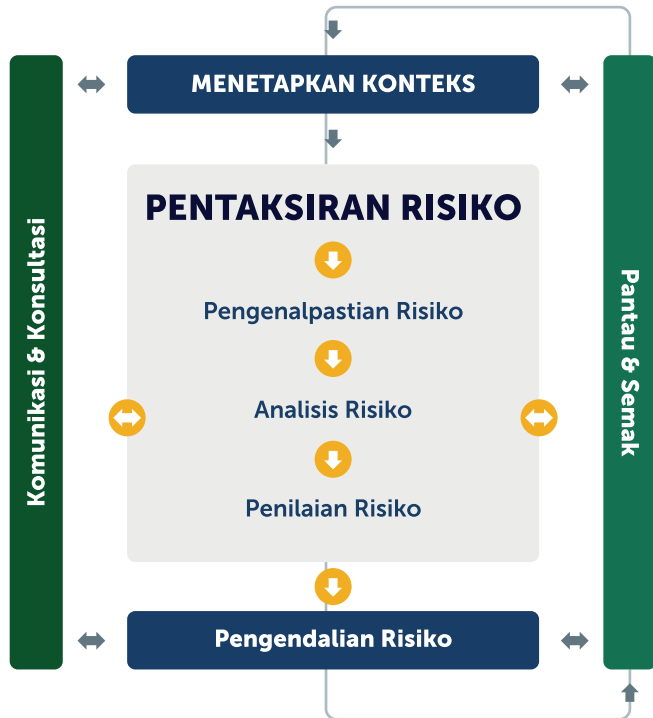 MENETAPKAN KONTEKS
Komunikasi & Konsultasi
PENTAKSIRAN RISIKO
Pengenalpastian Risiko
Analisis Risiko
Penilaian Risiko
Pantau & Semak
Pengendalian Risiko